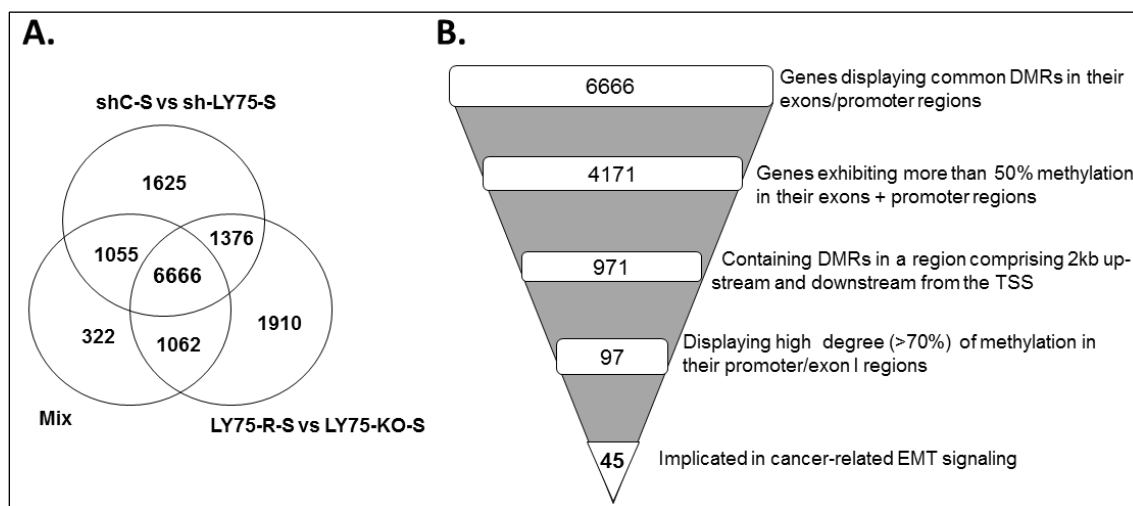 A.
shC-S vs sh-LY75-S
1625
1055
1376
6666
322
1062
1910
Mix
LY75-R-S vs LY75-KO-S
B.
6666
Genes displaying common DMRs in their
exons/promoter regions
4171
Genes exhibiting more than 50% methylation
in their exons + promoter regions
971
Containing DMRs in a region comprising 2kb up-
stream and downstream from the TSS
97
Displaying high degree (>70%) of methylation in
their promoter/exon I regions
45
Implicated in cancer-related EMT signaling